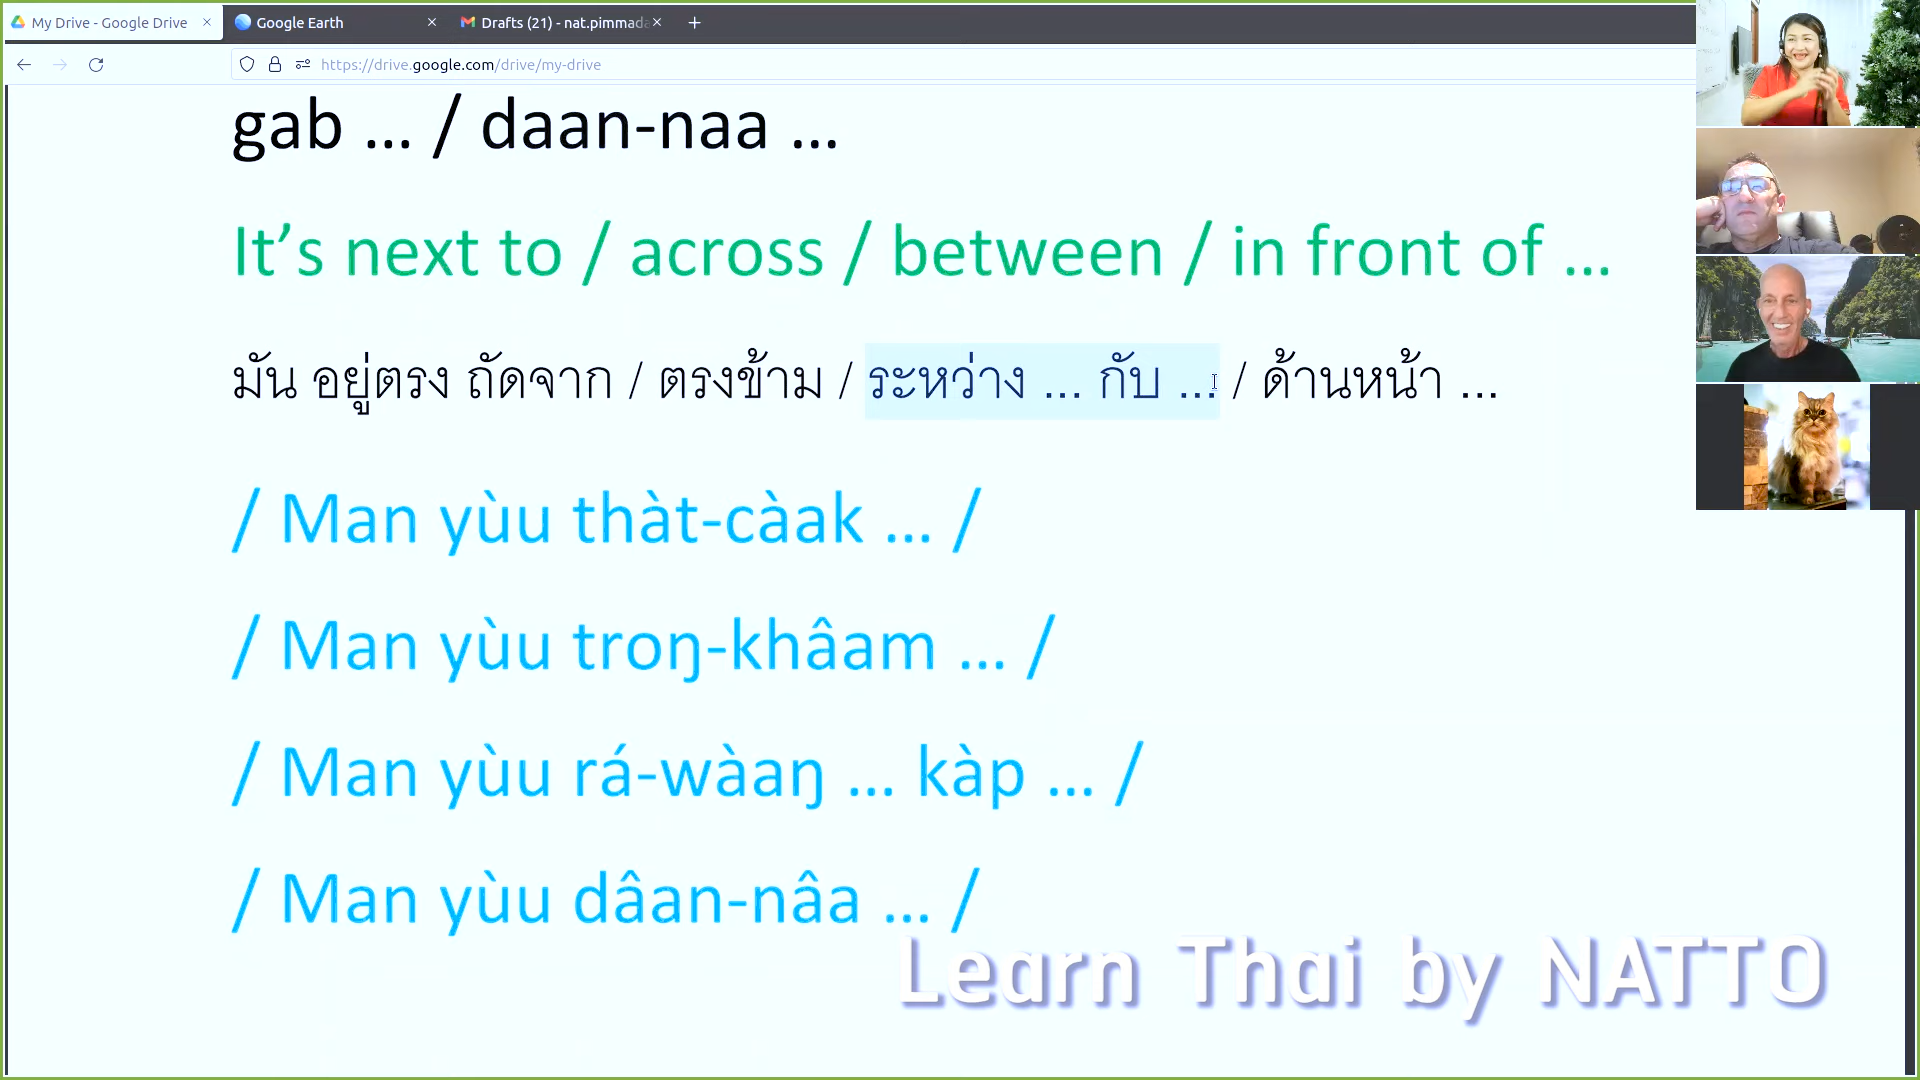 My Drive - Google Drive
Google Earth
Drafts (21) - nat.pimmada
https://drive.google.com/drive/my-drive
gab ... / daan-naa ...
It’s next to / across / between / in front of ...
มัน อยู่ตรง ถัดจาก / ตรงข้าม / ระหว่าง ... กับ ... / ด้านหน้า ...
/ Man yùu thàt-càak ... /
/ Man yùu troŋ-khâam ... /
/ Man yùu rá-wàaŋ ... kàp ... /
/ Man yùu dâan-nâa ... /
Learn Thai by NATTO